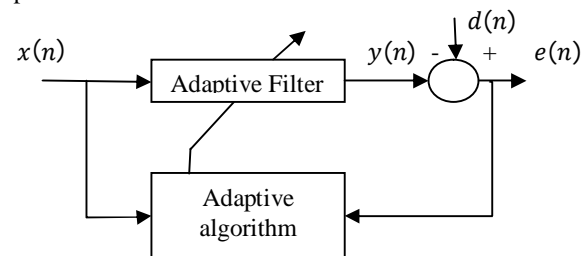 d(n)
x(n) y(n) - + e(n)
Adaptive Filter
Adaptive
algorithm